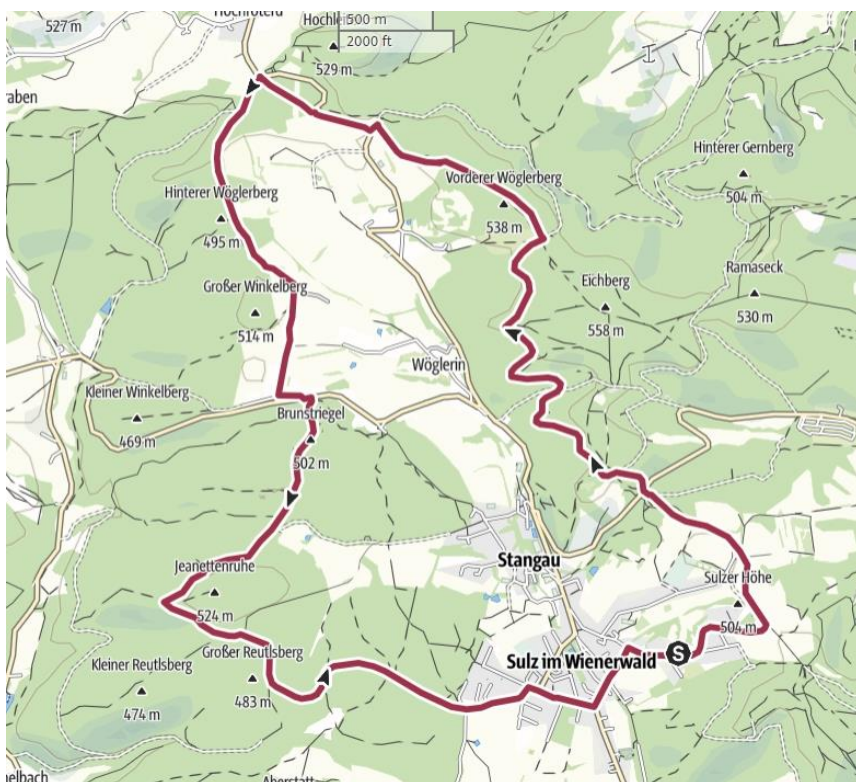 527 m
500 m
2000 ft
529 m
raben
Hinterer Gernberg
504 m
Vorderer Wöglerberg
538 m
Hinterer Wöglerberg
495 m
Großer Winkelberg
514 m
Eichberg
558 m
Ramaseck
530 m
Wöglerin
Kleiner Winkelberg
469 m
Brunstriegel
502 m
Stangau
Jeanettenruhe
524 m
Sulzer Höhe
504 m
S
Sulz im Wienerwald
Großer Reutlsberg
483 m
Kleiner Reutlsberg
474 m